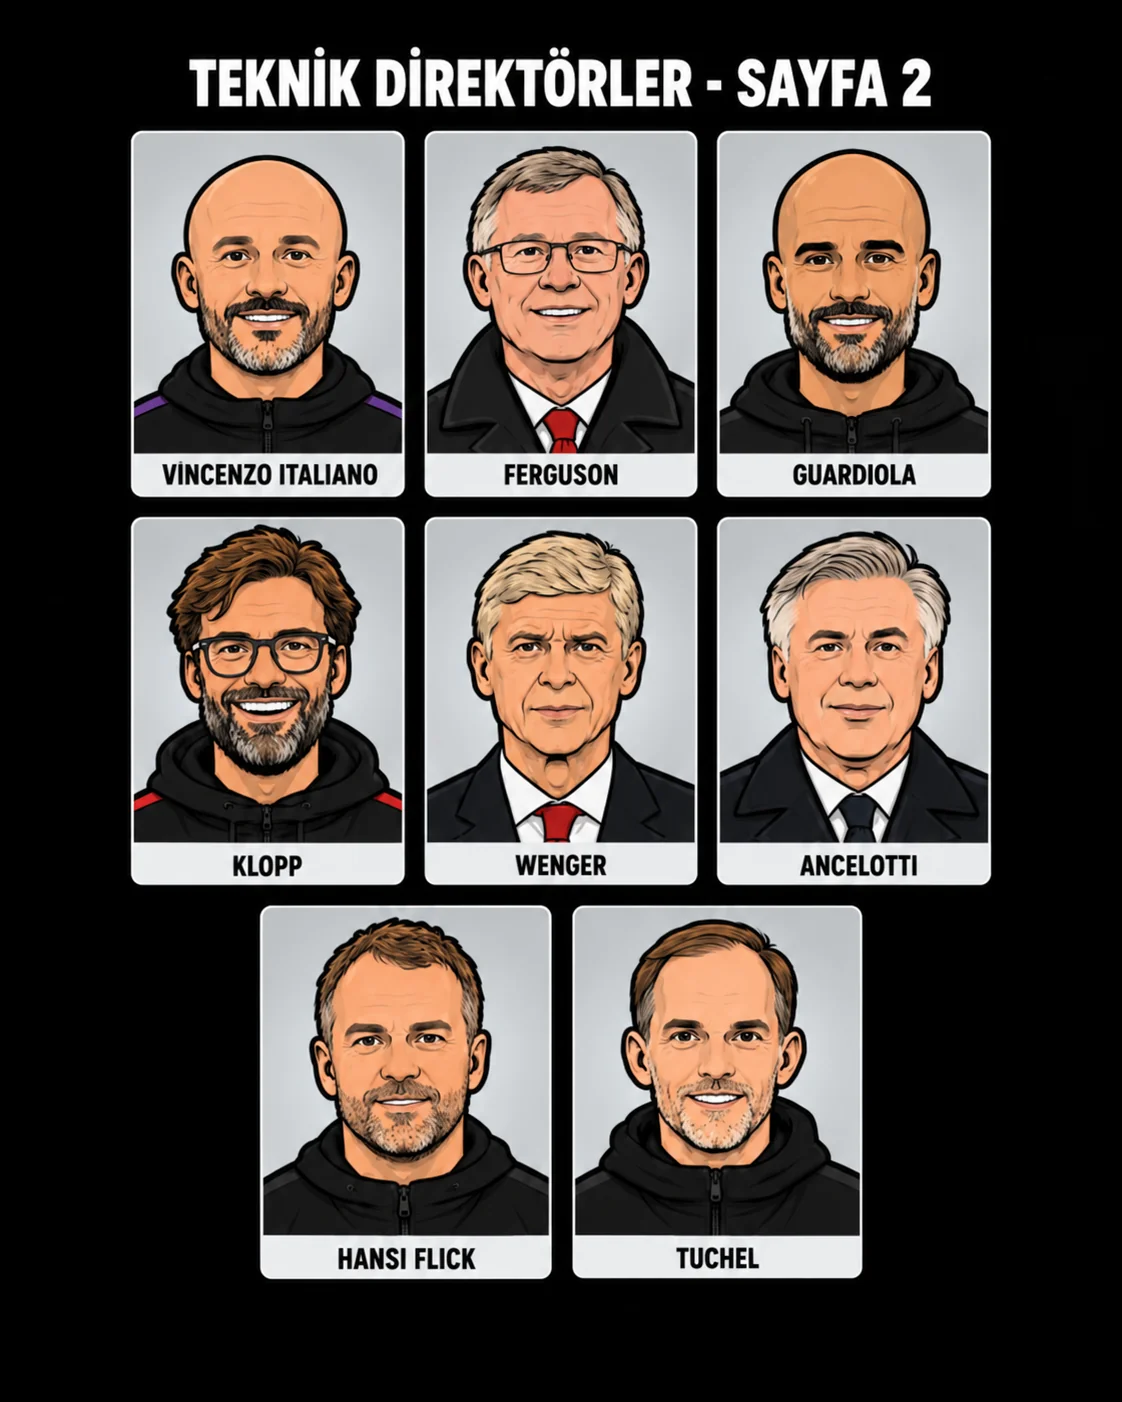 TEKNİK DİREKTÖRLER - SAYFA 2
VİNCENZO ITALIANO
FERGUSON
GUARDIOLA
KLOPP
WENGER
ANCELOTTI
HANSI FLICK
TUCHEL